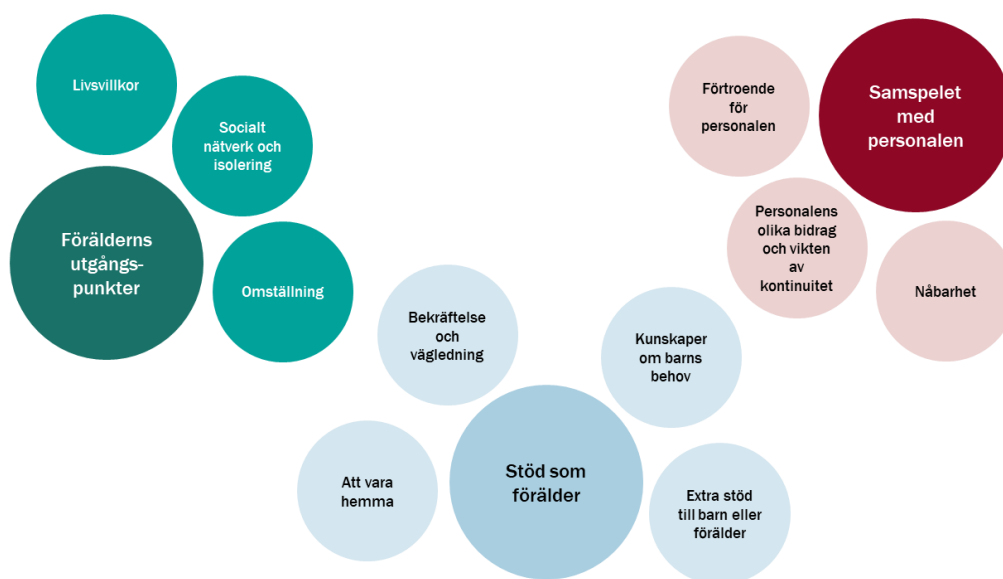 Livsvillkor
Socialt
nätverk och
isolering
Förälderns
utgångs-
punkter
Omställning
Förtroende
för
personalen
Samspelet
med
personalen
Personalens
olika bidrag
och vikten
av
kontinuitet
Nåbarhet
Bekräftelse
och
vägledning
Kunskaper
om barns
behov
Att vara
hemma
Stöd som
förälder
Extra stöd
till barn eller
förälder